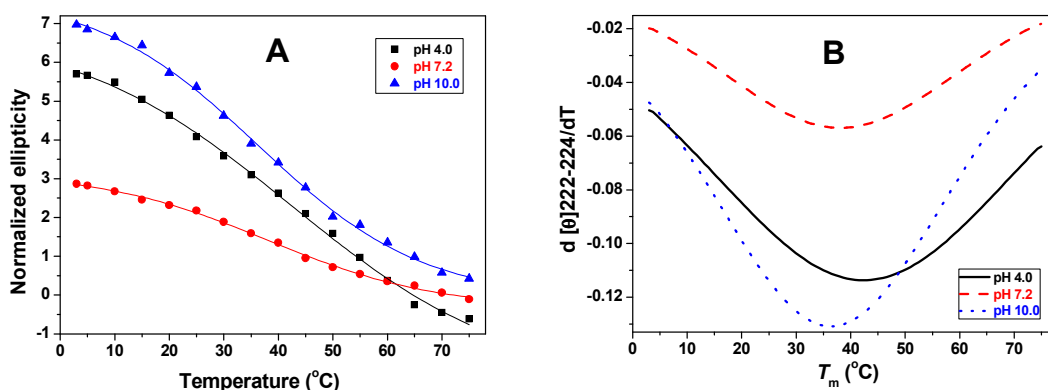 A
pH 4.0
pH 7.2
pH 10.0
Normalized ellipticity
7
6
5
4
3
2
1
0
-1
0 10 20 30 40 50 60 70
Temperature (°C)
B
d [θ]222-224/dT
-0.02
-0.04
-0.06
-0.08
-0.10
-0.12
pH 4.0
pH 7.2
pH 10.0
0 10 20 30 40 50 60 70
Tm (°C)